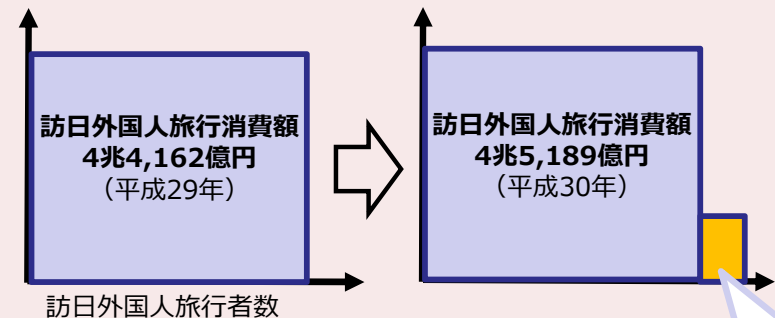 訪日外国人旅行消費額
4兆4,162億円
（平成29年）
訪日外国人旅行者数
訪日外国人旅行消費額
4兆5,189億円
（平成30年）